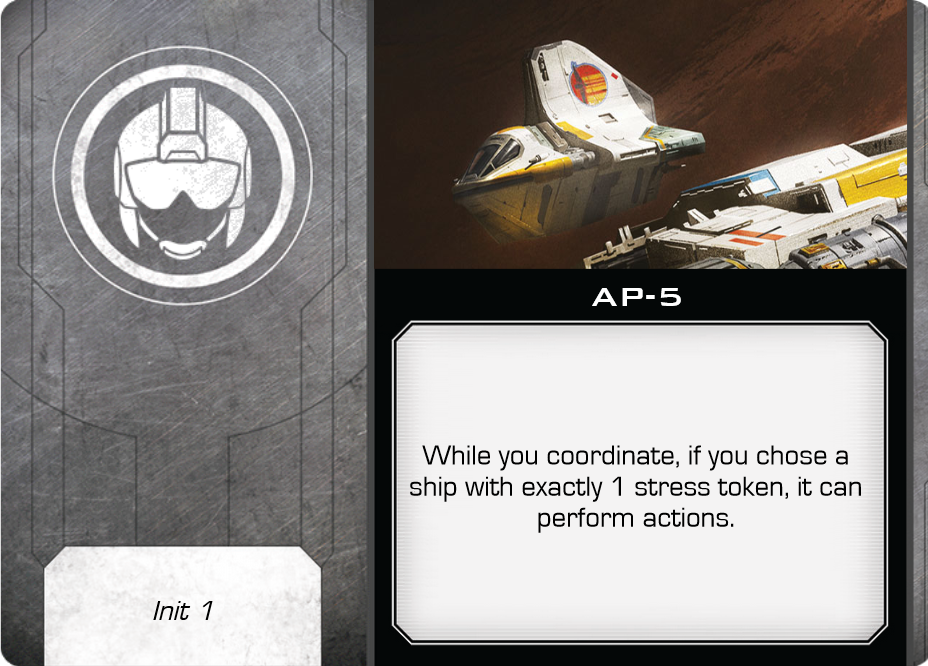 AP-5
While you coordinate, if you chose a
ship with exactly 1 stress token, it can
perform actions.
Init 1